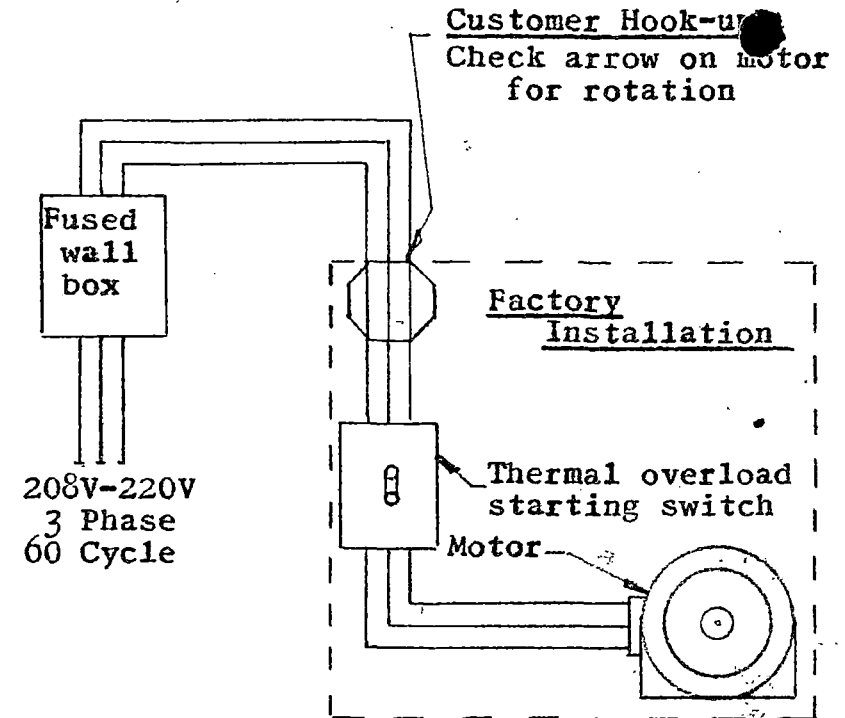 Customer Hook-up
Check arrow on motor
for rotation
Fused
wall
box
Factory
Installation
208V-220V
3 Phase
60 Cycle
Thermal overload
starting switch
Motor